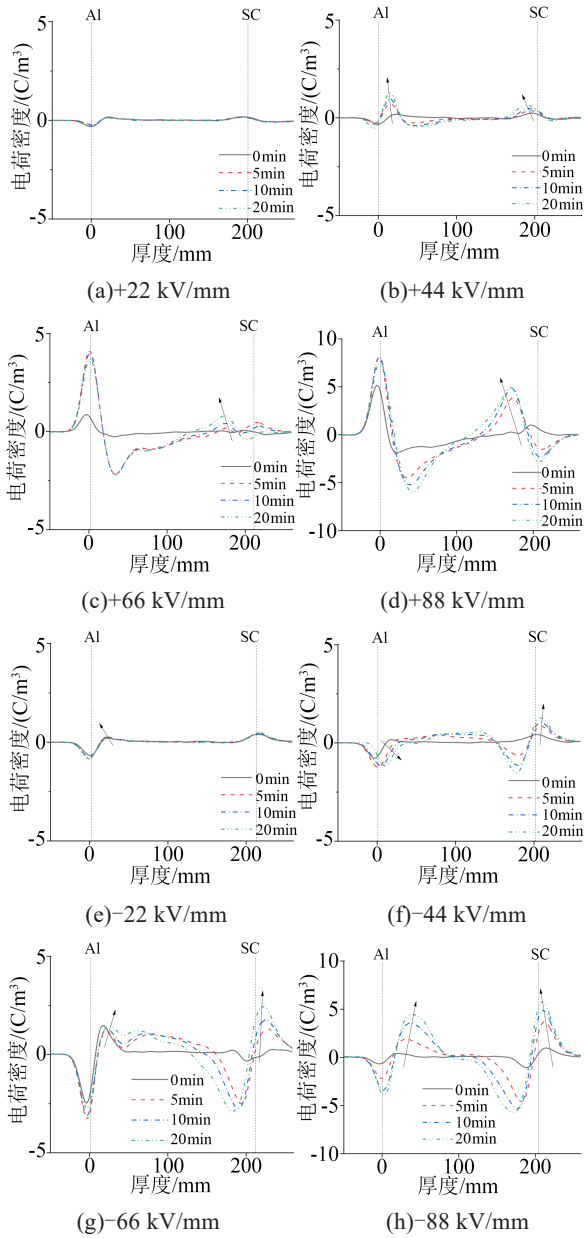 Al SC
电荷密度/(C/m³)
5
0
-5
0min
5min
10min
20min
0 100 200
厚度/mm
(a)+22 kV/mm
Al SC
电荷密度/(C/m³)
5
0
-5
0min
5min
10min
20min
0 100 200
厚度/mm
(b)+44 kV/mm
Al SC
电荷密度/(C/m³)
5
0
-5
0min
5min
10min
20min
0 100 200
厚度/mm
(c)+66 kV/mm
Al SC
电荷密度/(C/m³)
10
5
0
-5
-10
0min
5min
10min
20min
0 100 200
厚度/mm
(d)+88 kV/mm
Al SC
电荷密度/(C/m³)
5
0
-5
0min
5min
10min
20min
0 100 200
厚度/mm
(e)−22 kV/mm
Al SC
电荷密度/(C/m³)
5
0
-5
0min
5min
10min
20min
0 100 200
厚度/mm
(f)−44 kV/mm
Al SC
电荷密度/(C/m³)
5
0
-5
0min
5min
10min
20min
0 100 200
厚度/mm
(g)−66 kV/mm
Al SC
电荷密度/(C/m³)
10
5
0
-5
-10
0min
5min
10min
20min
0 100 200
厚度/mm
(h)−88 kV/mm